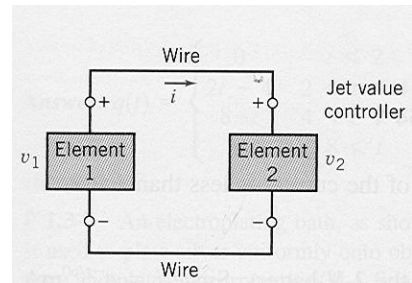 Wire
i
Jet value
controller
+
+
v1
Element
1
Element
2
v2
−
−
Wire